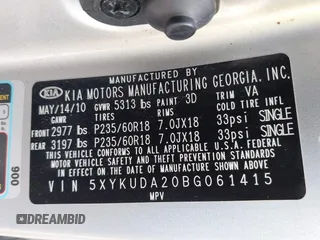 MANUFACTURED BY
KIA KIA MOTORS MANUFACTURING GEORGIA, INC.
MAY/14/10 GVWR 5313 lbs PAINT 3D TRIM VA
GAWR TIRES RIMS COLD TIRE INFL
FRONT 2977 lbs P235/60R18 7.0JX18 33psi SINGLE
REAR 3197 lbs P235/60R18 7.0JX18 33psi SINGLE
THIS VEHICLE CONFORMS TO ALL APPLICABLE
U.S. FEDERAL MOTOR VEHICLE SAFETY AND
THEFT PREVENTION STANDARDS IN EFFECT ON
THE DATE OF MANUFACTURE SHOWN ABOVE.
VIN 5XYKUDA20BG061415
MPV
006
DREAMBID